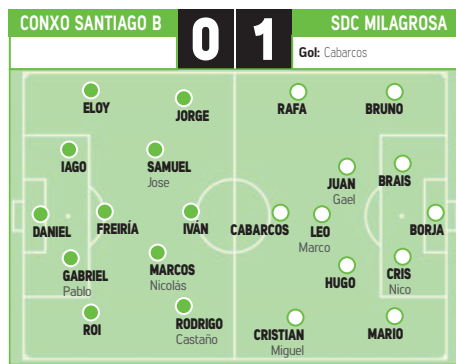 CONXO SANTIAGO B
0
1
SDC MILAGROSA
Gol: Cabarcos
ELOY
JORGE
RAFA
BRUNO
IAGO
SAMUEL
Jose
JUAN
Gael
BRAIS
DANIEL
FREIRÍA
IVÁN
CABARCOS
LEO
Marco
BORJA
GABRIEL
Pablo
MARCOS
Nicolás
HUGO
CRIS
Nico
ROI
RODRIGO
Castaño
CRISTIAN
Miguel
MARIO